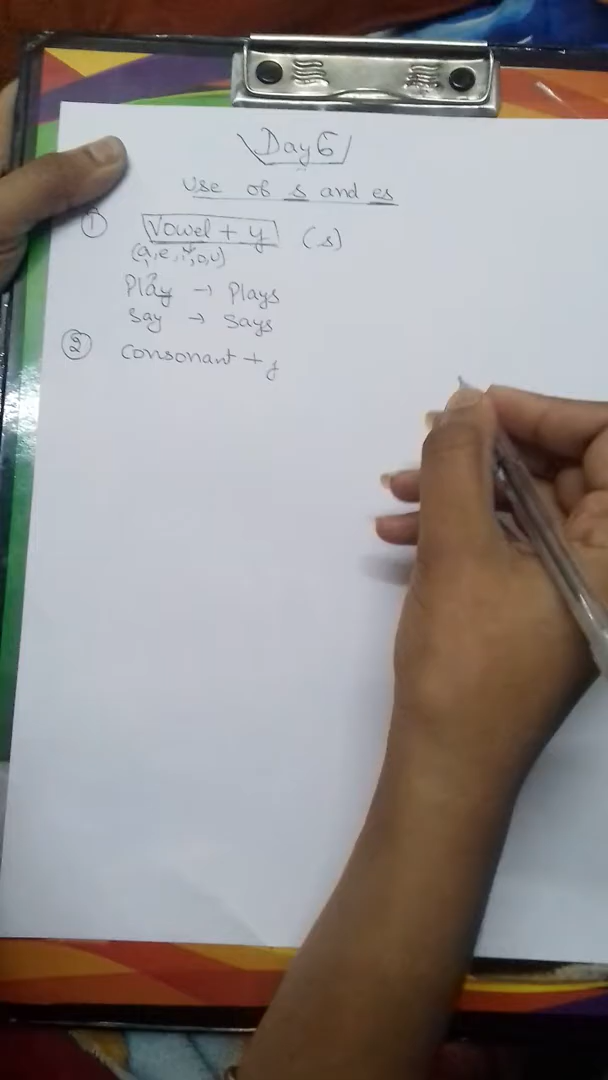 Day 6
Use of s and es
① Vowel + y (s)
(a, e, i, o, u)
Play → Plays
Say → Says
② Consonant + y